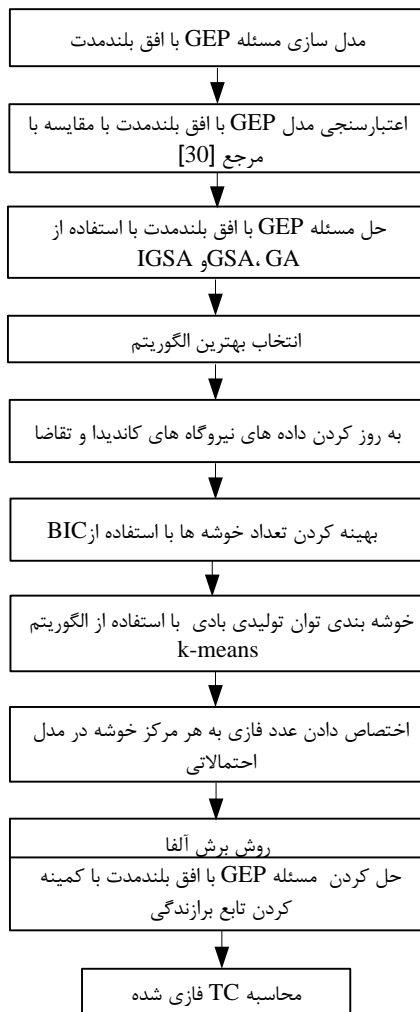 مدل سازی مسئله GEP با افق بلندمدت
اعتبارسنجی مدل GEP با افق بلندمدت با مقایسه با
مرجع [30]
حل مسئله GEP با افق بلندمدت با استفاده از
GSA، GAو IGSA
انتخاب بهترین الگوریتم
به روز کردن داده های نیروگاه های کاندیدا و تقاضا
بهینه کردن تعداد خوشه ها با استفاده ازBIC
خوشه بندی توان تولیدی بادی با استفاده از الگوریتم
k-means
اختصاص دادن عدد فازی به هر مرکز خوشه در مدل
احتمالاتی
روش برش آلفا
حل کردن مسئله GEP با افق بلندمدت با کمینه
کردن تابع برازندگی
محاسبه TC فازی شده